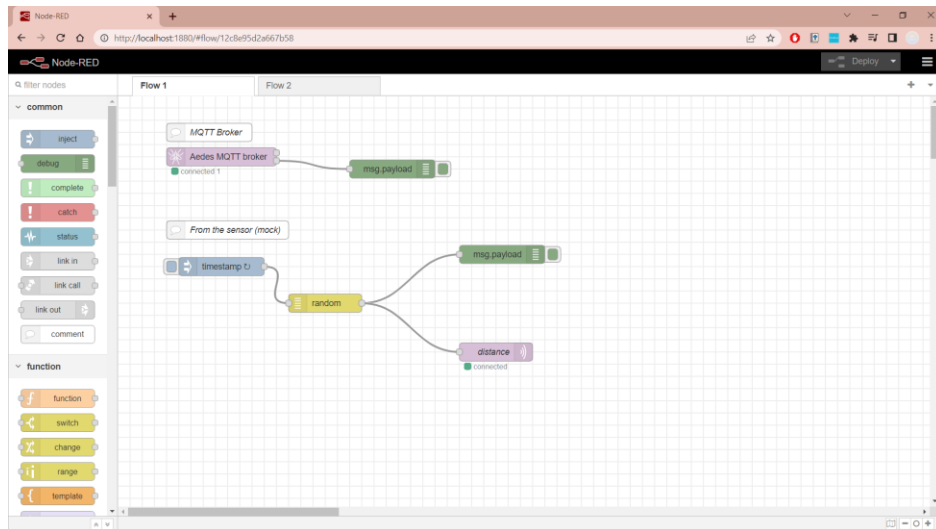 Node-RED
http://localhost:1880/#flow/12c8e95d2a667b58
Node-RED
Deploy
filter nodes
Flow 1
Flow 2
common
inject
debug
complete
catch
status
link in
link call
link out
comment
function
function
switch
change
range
template
MQTT Broker
Aedes MQTT broker
connected 1
msg.payload
From the sensor (mock)
timestamp ↻
random
msg.payload
distance
connected